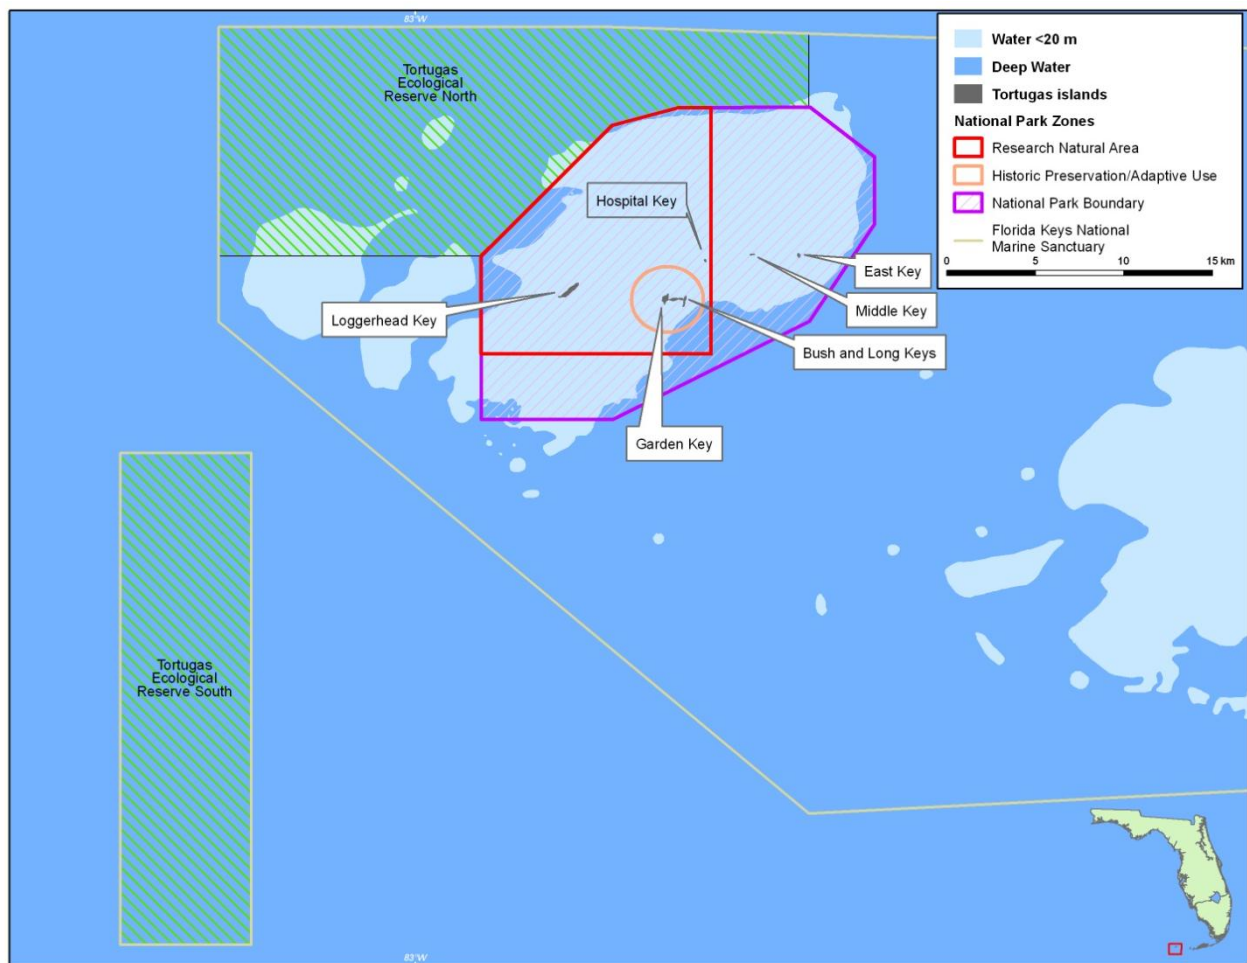 83°W
Tortugas
Ecological
Reserve North
Hospital Key
Loggerhead Key
East Key
Middle Key
Bush and Long Keys
Garden Key
Tortugas
Ecological
Reserve South
83°W
Water <20 m
Deep Water
Tortugas islands
National Park Zones
Research Natural Area
Historic Preservation/Adaptive Use
National Park Boundary
Florida Keys National
Marine Sanctuary
0 5 10 15 km